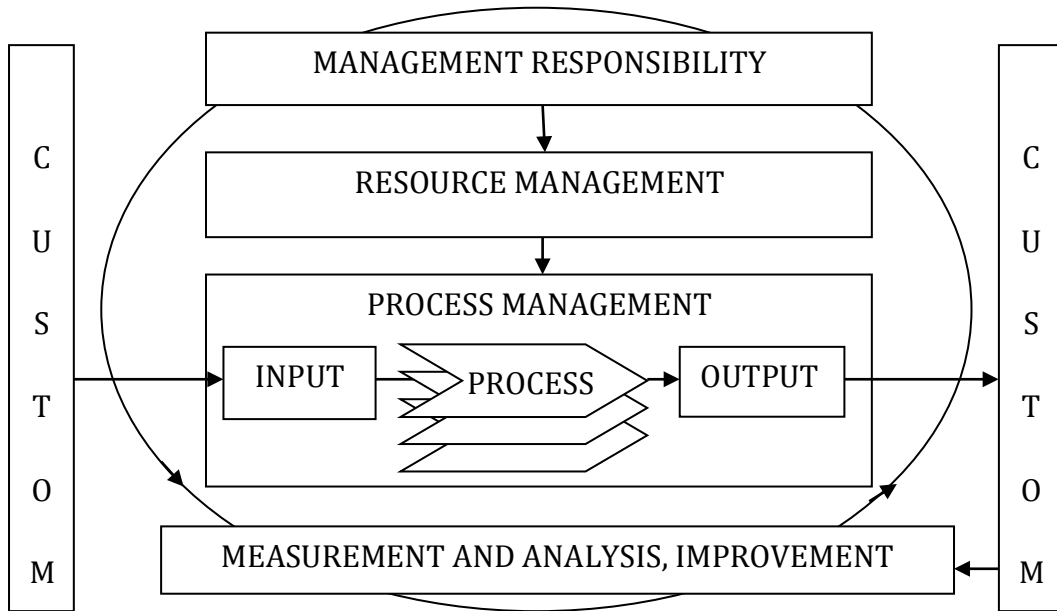 MANAGEMENT RESPONSIBILITY
C
U
S
T
O
M
RESOURCE MANAGEMENT
PROCESS MANAGEMENT
INPUT
PROCESS
OUTPUT
MEASUREMENT AND ANALYSIS, IMPROVEMENT
C
U
S
T
O
M